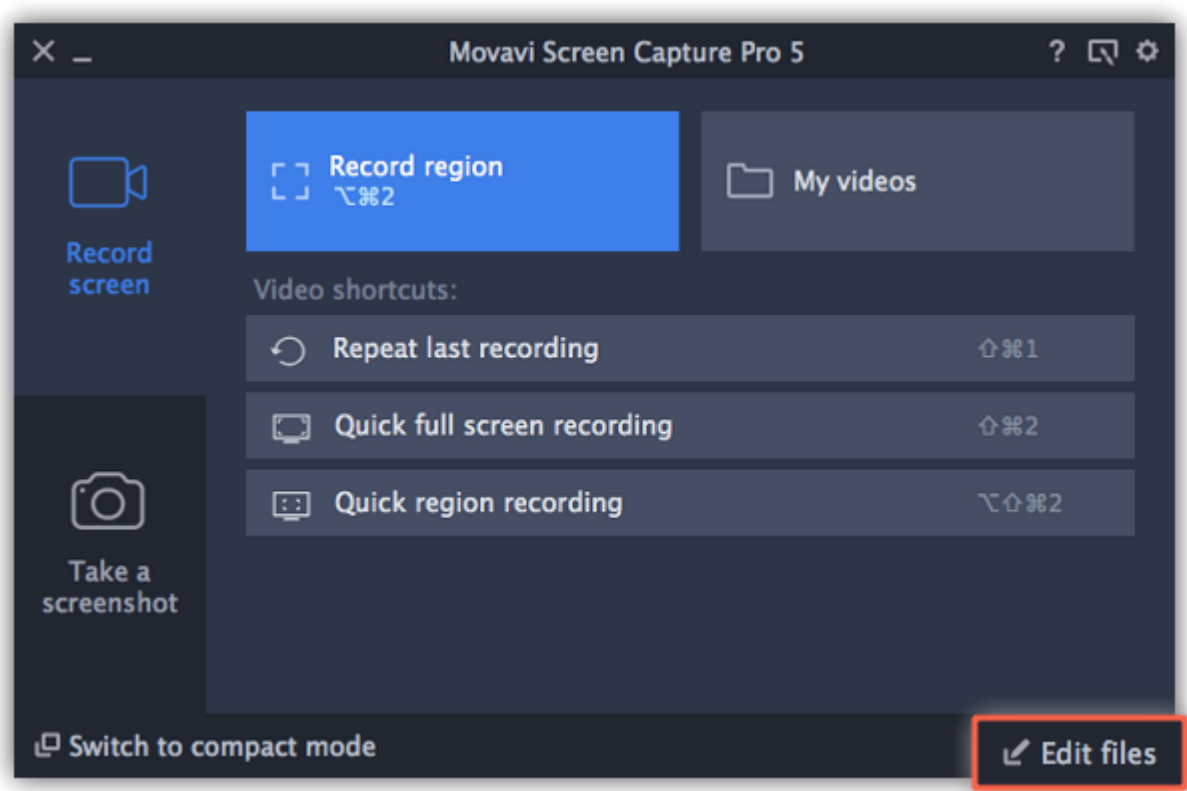 Movavi Screen Capture Pro 5
?
Record region
⌥⌘2
My videos
Record
screen
Video shortcuts:
Repeat last recording ⇧⌘1
Quick full screen recording ⇧⌘2
Quick region recording ⌥⇧⌘2
Take a
screenshot
Switch to compact mode
Edit files